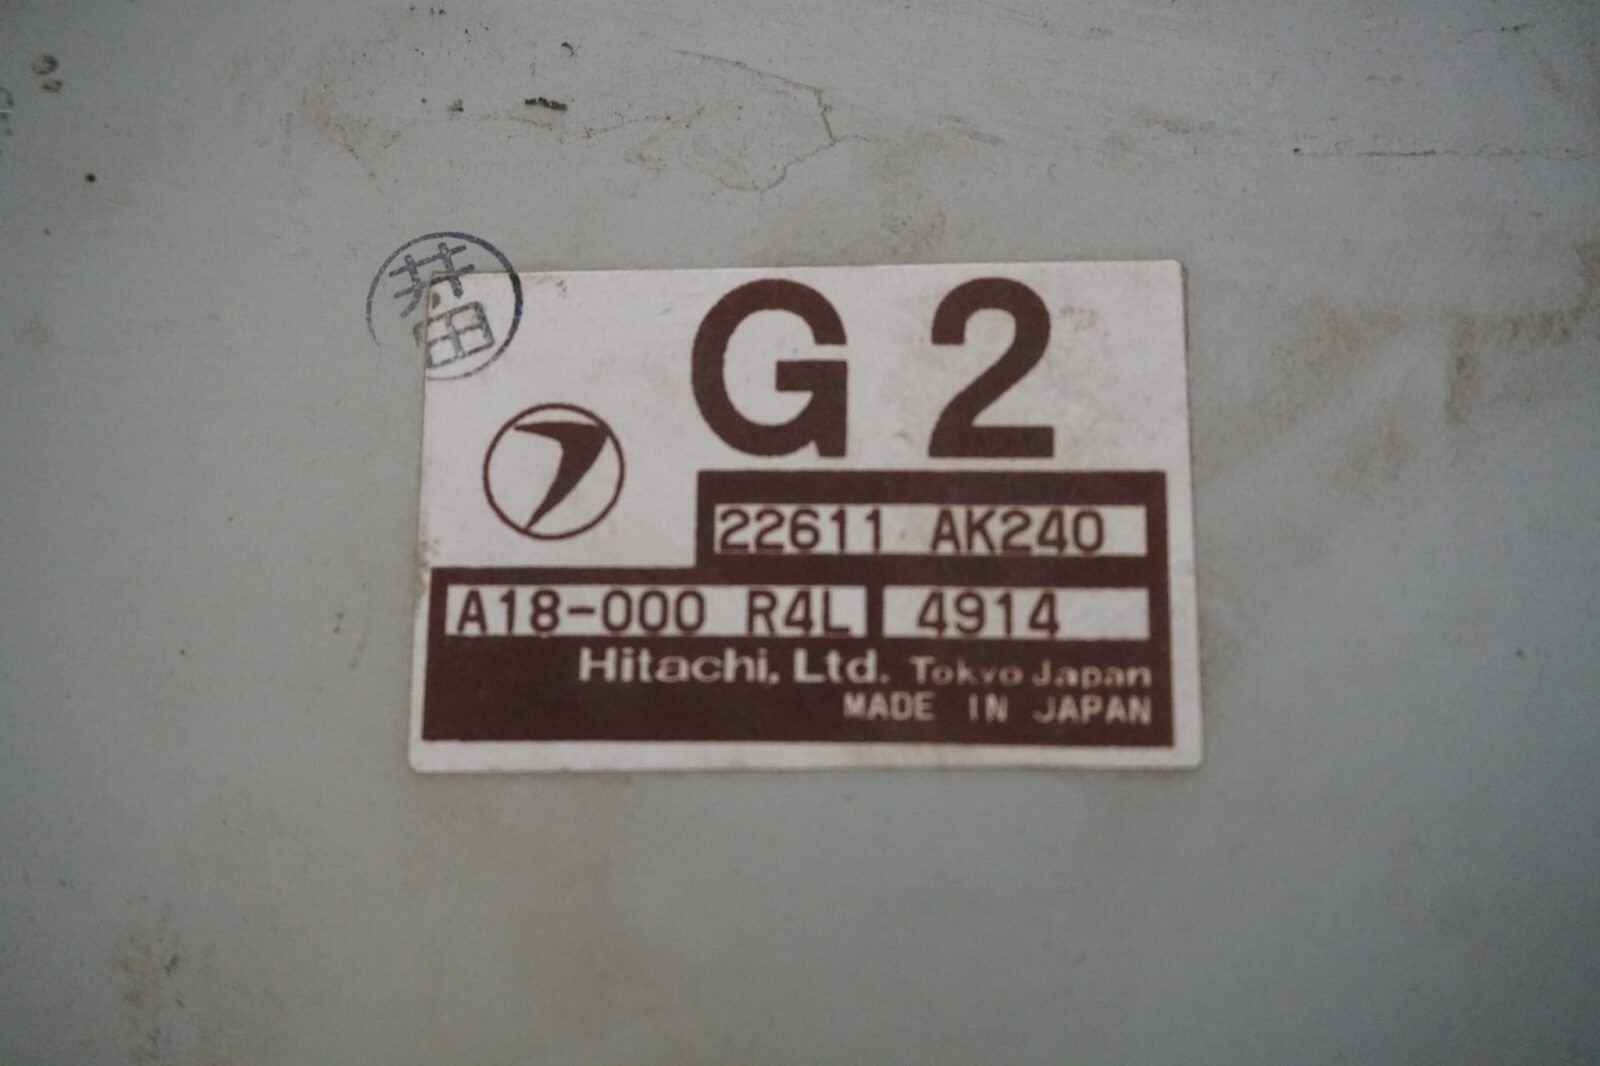 G2
22611 AK240
A18-000 R4L 4914
Hitachi, Ltd. Tokyo Japan
MADE IN JAPAN